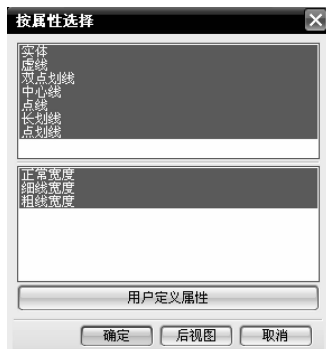 按属性选择
实体
虚线
双点划线
中心线
点线
长划线
点划线
正常宽度
细线宽度
粗线宽度
用户定义属性
确定
后视图
取消